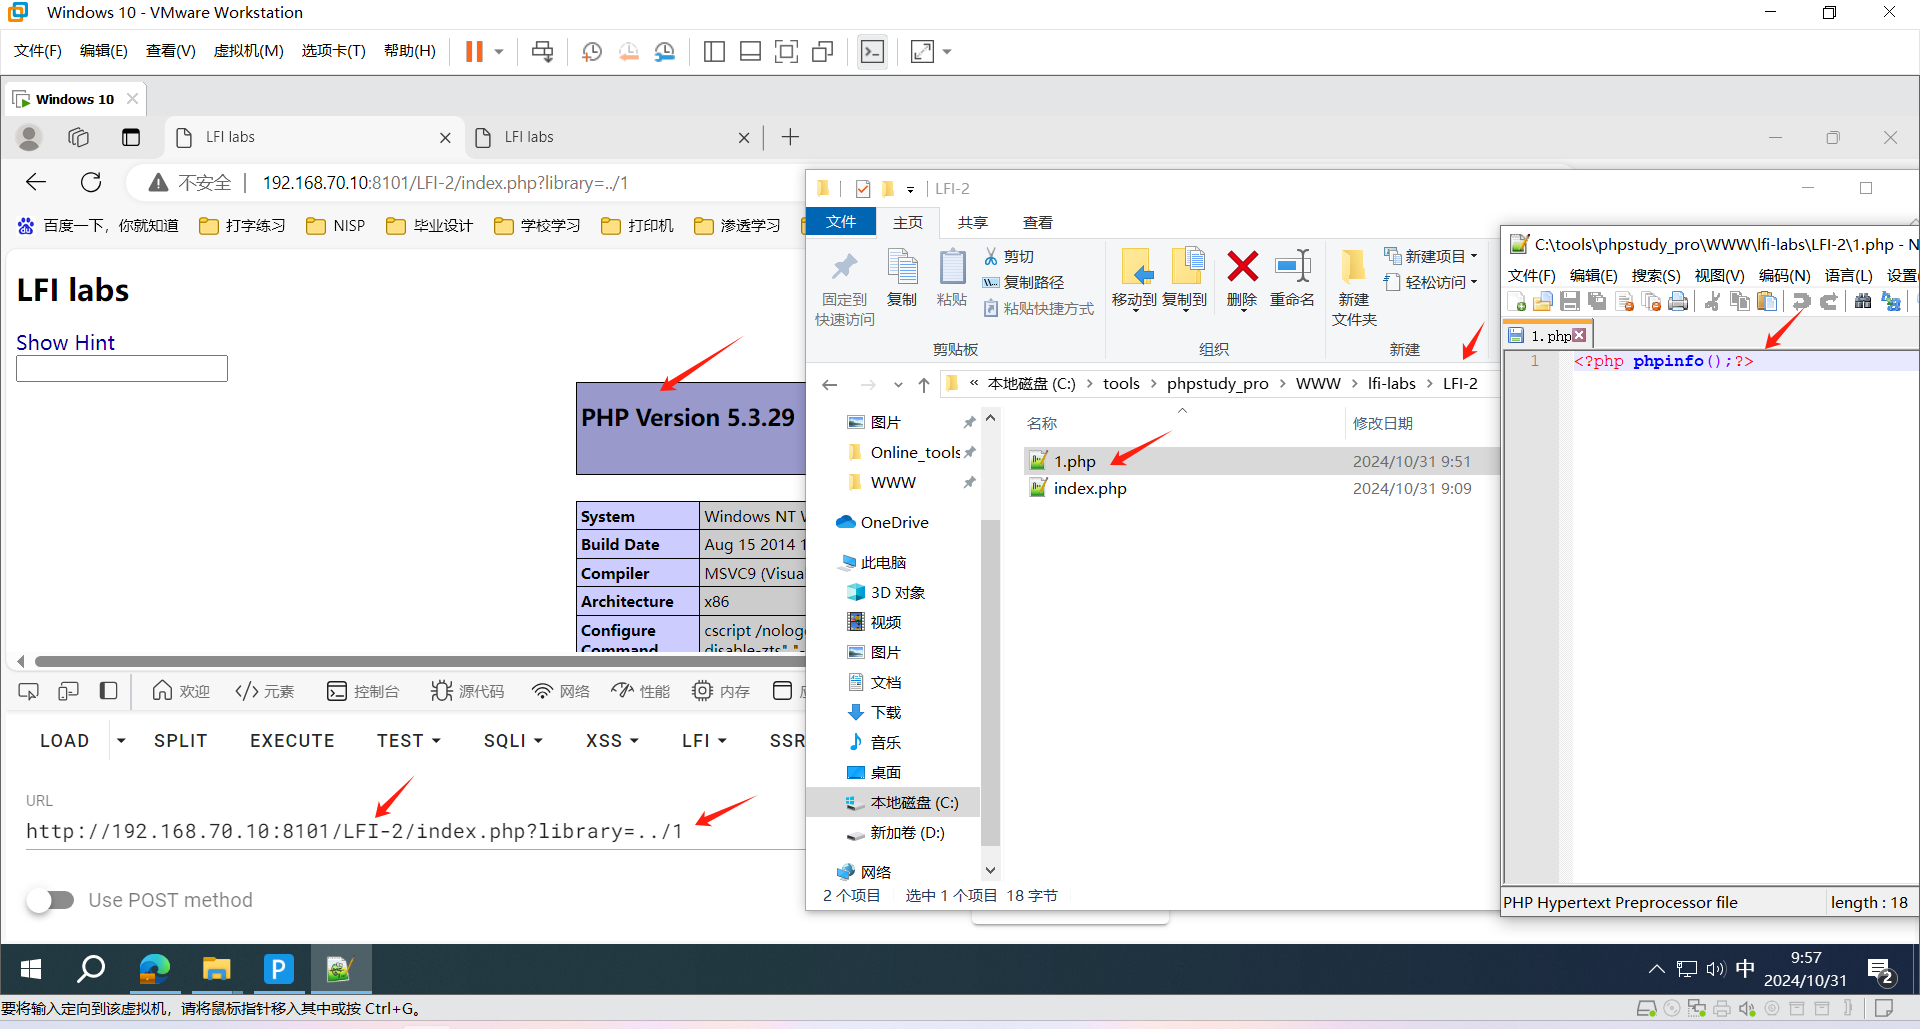 Windows 10 - VMware Workstation
文件(F) 编辑(E) 查看(V) 虚拟机(M) 选项卡(T) 帮助(H)
Windows 10
LFI labs
LFI labs
不安全
192.168.70.10:8101/LFI-2/index.php?library=../1
百度一下，你就知道 打字练习 NISP 毕业设计 学校学习 打印机 渗透学习
LFI labs
Show Hint
PHP Version 5.3.29
System Windows NT
Build Date Aug 15 2014
Compiler MSVC9
Architecture x86
Configure cscript
Command
欢迎 元素 控制台 源代码 网络 性能 内存
LOAD SPLIT EXECUTE TEST SQLI XSS LFI
URL
http://192.168.70.10:8101/LFI-2/index.php?library=../1
Use POST method
LFI-2
文件 主页 共享 查看
固定到
快速访问
复制
粘贴
剪切
复制路径
粘贴快捷方式
剪贴板
移动到 复制到 删除 重命名
组织
新建
文件夹
新建项目
轻松访问
新建
« 本地磁盘 (C:) › tools › phpstudy_pro › WWW › lfi-labs › LFI-2
图片
Online_tools
WWW
OneDrive
此电脑
3D 对象
视频
图片
文档
下载
音乐
桌面
本地磁盘 (C:)
新加卷 (D:)
网络
名称 修改日期
1.php 2024/10/31 9:51
index.php 2024/10/31 9:09
2 个项目 选中 1 个项目 18 字节
C:\tools\phpstudy_pro\WWW\lfi-labs\LFI-2\1.php - N
文件(F) 编辑(E) 搜索(S) 视图(V) 编码(N) 语言(L) 设置
1.php
1 <?php phpinfo();?>
PHP Hypertext Preprocessor file length : 18
中
9:57
2024/10/31
2
要将输入定向到该虚拟机，请将鼠标指针移入其中或按 Ctrl+G。